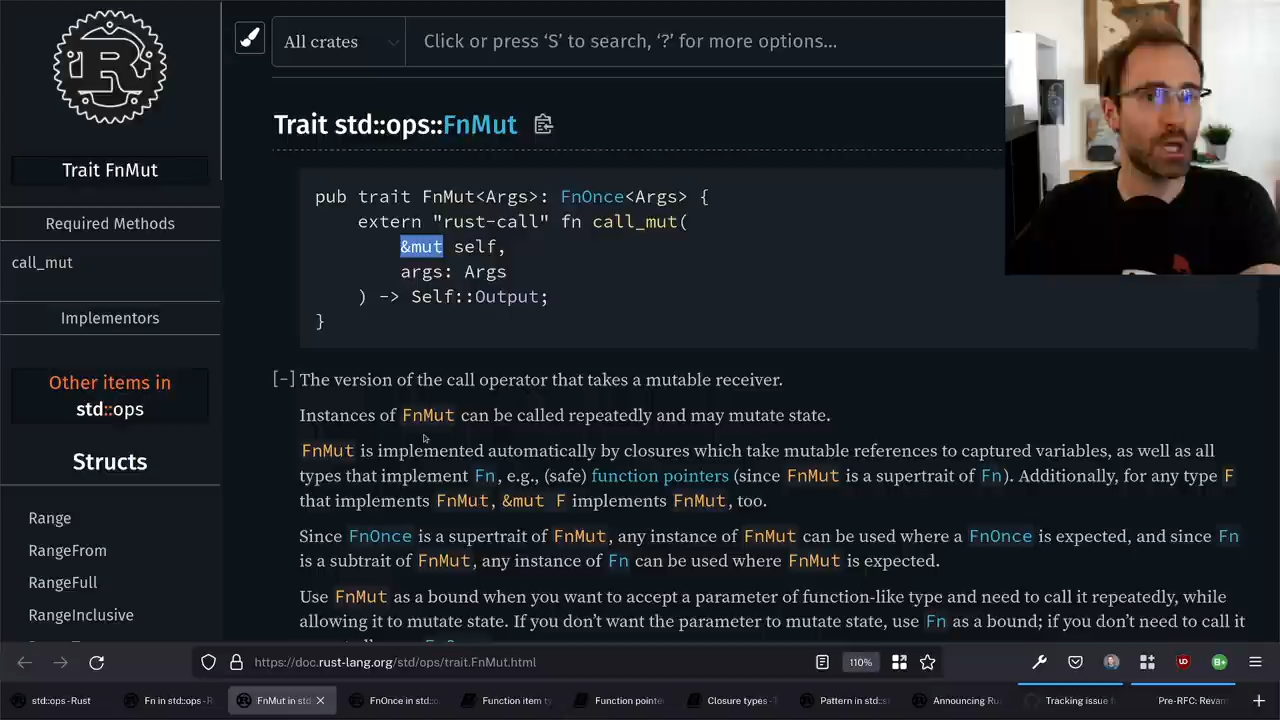 R
All crates
Click or press ‘S’ to search, ‘?’ for more options…
Trait FnMut
Required Methods
call_mut
Implementors
Other items in
std::ops
Structs
Range
RangeFrom
RangeFull
RangeInclusive
Trait std::ops::FnMut
pub trait FnMut<Args>: FnOnce<Args> {
extern "rust-call" fn call_mut(
&mut self,
args: Args
) -> Self::Output;
}
[−] The version of the call operator that takes a mutable receiver.
Instances of FnMut can be called repeatedly and may mutate state.
FnMut is implemented automatically by closures which take mutable references to captured variables, as well as all
types that implement Fn, e.g., (safe) function pointers (since FnMut is a supertrait of Fn). Additionally, for any type F
that implements FnMut, &mut F implements FnMut, too.
Since FnOnce is a supertrait of FnMut, any instance of FnMut can be used where a FnOnce is expected, and since Fn
is a subtrait of FnMut, any instance of Fn can be used where FnMut is expected.
Use FnMut as a bound when you want to accept a parameter of function-like type and need to call it repeatedly, while
allowing it to mutate state. If you don’t want the parameter to mutate state, use Fn as a bound; if you don’t need to call it
https://doc.rust-lang.org/std/ops/trait.FnMut.html
110%
std::ops - Rust
Fn in std::ops - R
FnMut in std
FnOnce in std::
Function item ty
Function pointe
Closure types - T
Pattern in std::s
Announcing Ru
Tracking issue f
Pre-RFC: Revam